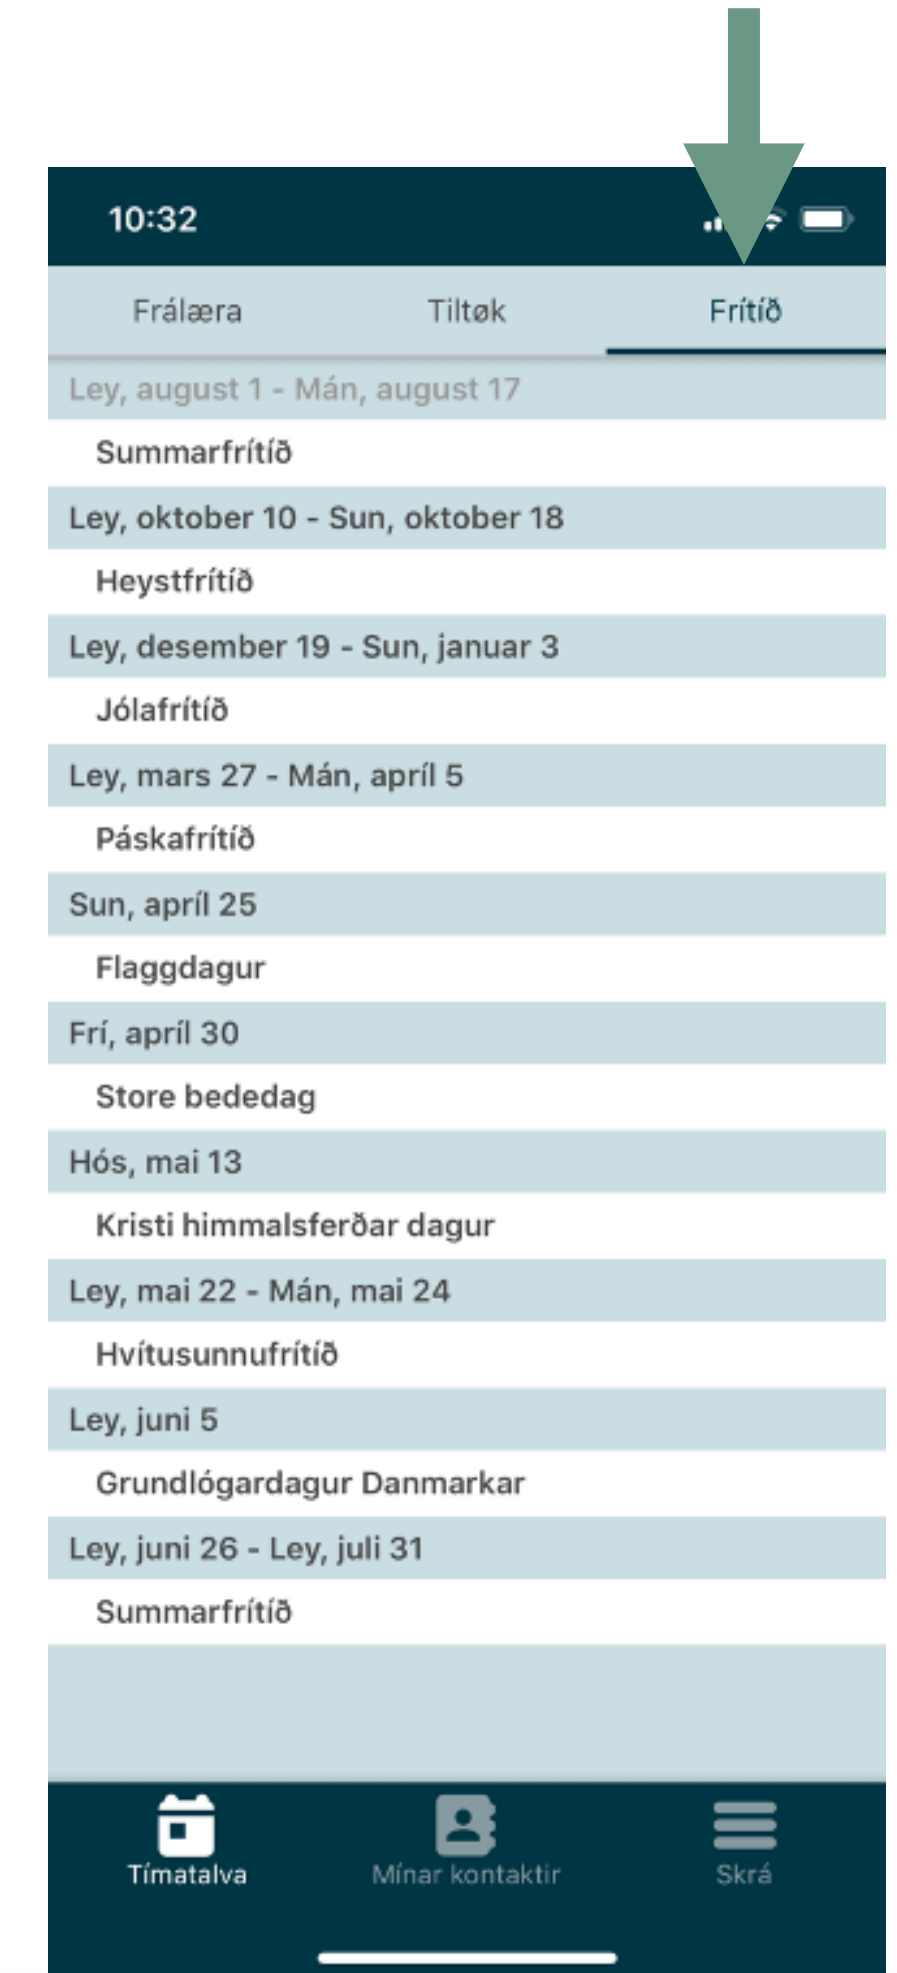 10:32
Frálæra Tiltøk Frítíð
Ley, august 1 - Mán, august 17
Summarfrítíð
Ley, oktober 10 - Sun, oktober 18
Heystfrítíð
Ley, desember 19 - Sun, januar 3
Jólafrítíð
Ley, mars 27 - Mán, apríl 5
Páskafrítíð
Sun, apríl 25
Flaggdagur
Frí, apríl 30
Store bededag
Hós, mai 13
Kristi himmalsferðar dagur
Ley, mai 22 - Mán, mai 24
Hvítusunnufrítíð
Ley, juni 5
Grundlógardagur Danmarkar
Ley, juni 26 - Ley, juli 31
Summarfrítíð
Tímatalva Mínar kontaktir Skrá